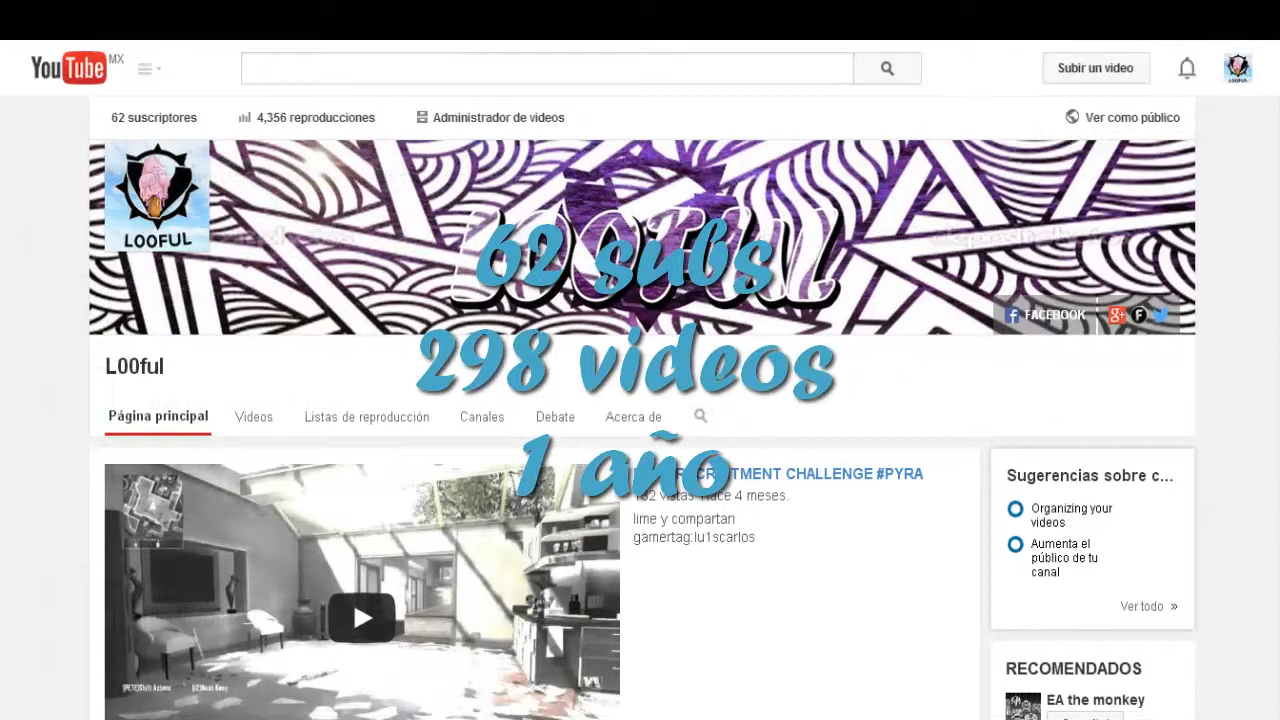 YouTube MX
Subir un video
L00FUL
62 suscriptores
4,356 reproducciones
Administrador de videos
Ver como público
L00FUL
62 subs
298 videos
1 año
FACEBOOK
L00ful
Página principal
Videos
Listas de reproducción
Canales
Debate
Acerca de
CHALLENGE #PYRA
vistas Hace 4 meses.
lime y compartan
gamertag:lu1scarlos
Sugerencias sobre c...
Organizing your
videos
Aumenta el
público de tu
canal
Ver todo »
RECOMENDADOS
EA the monkey